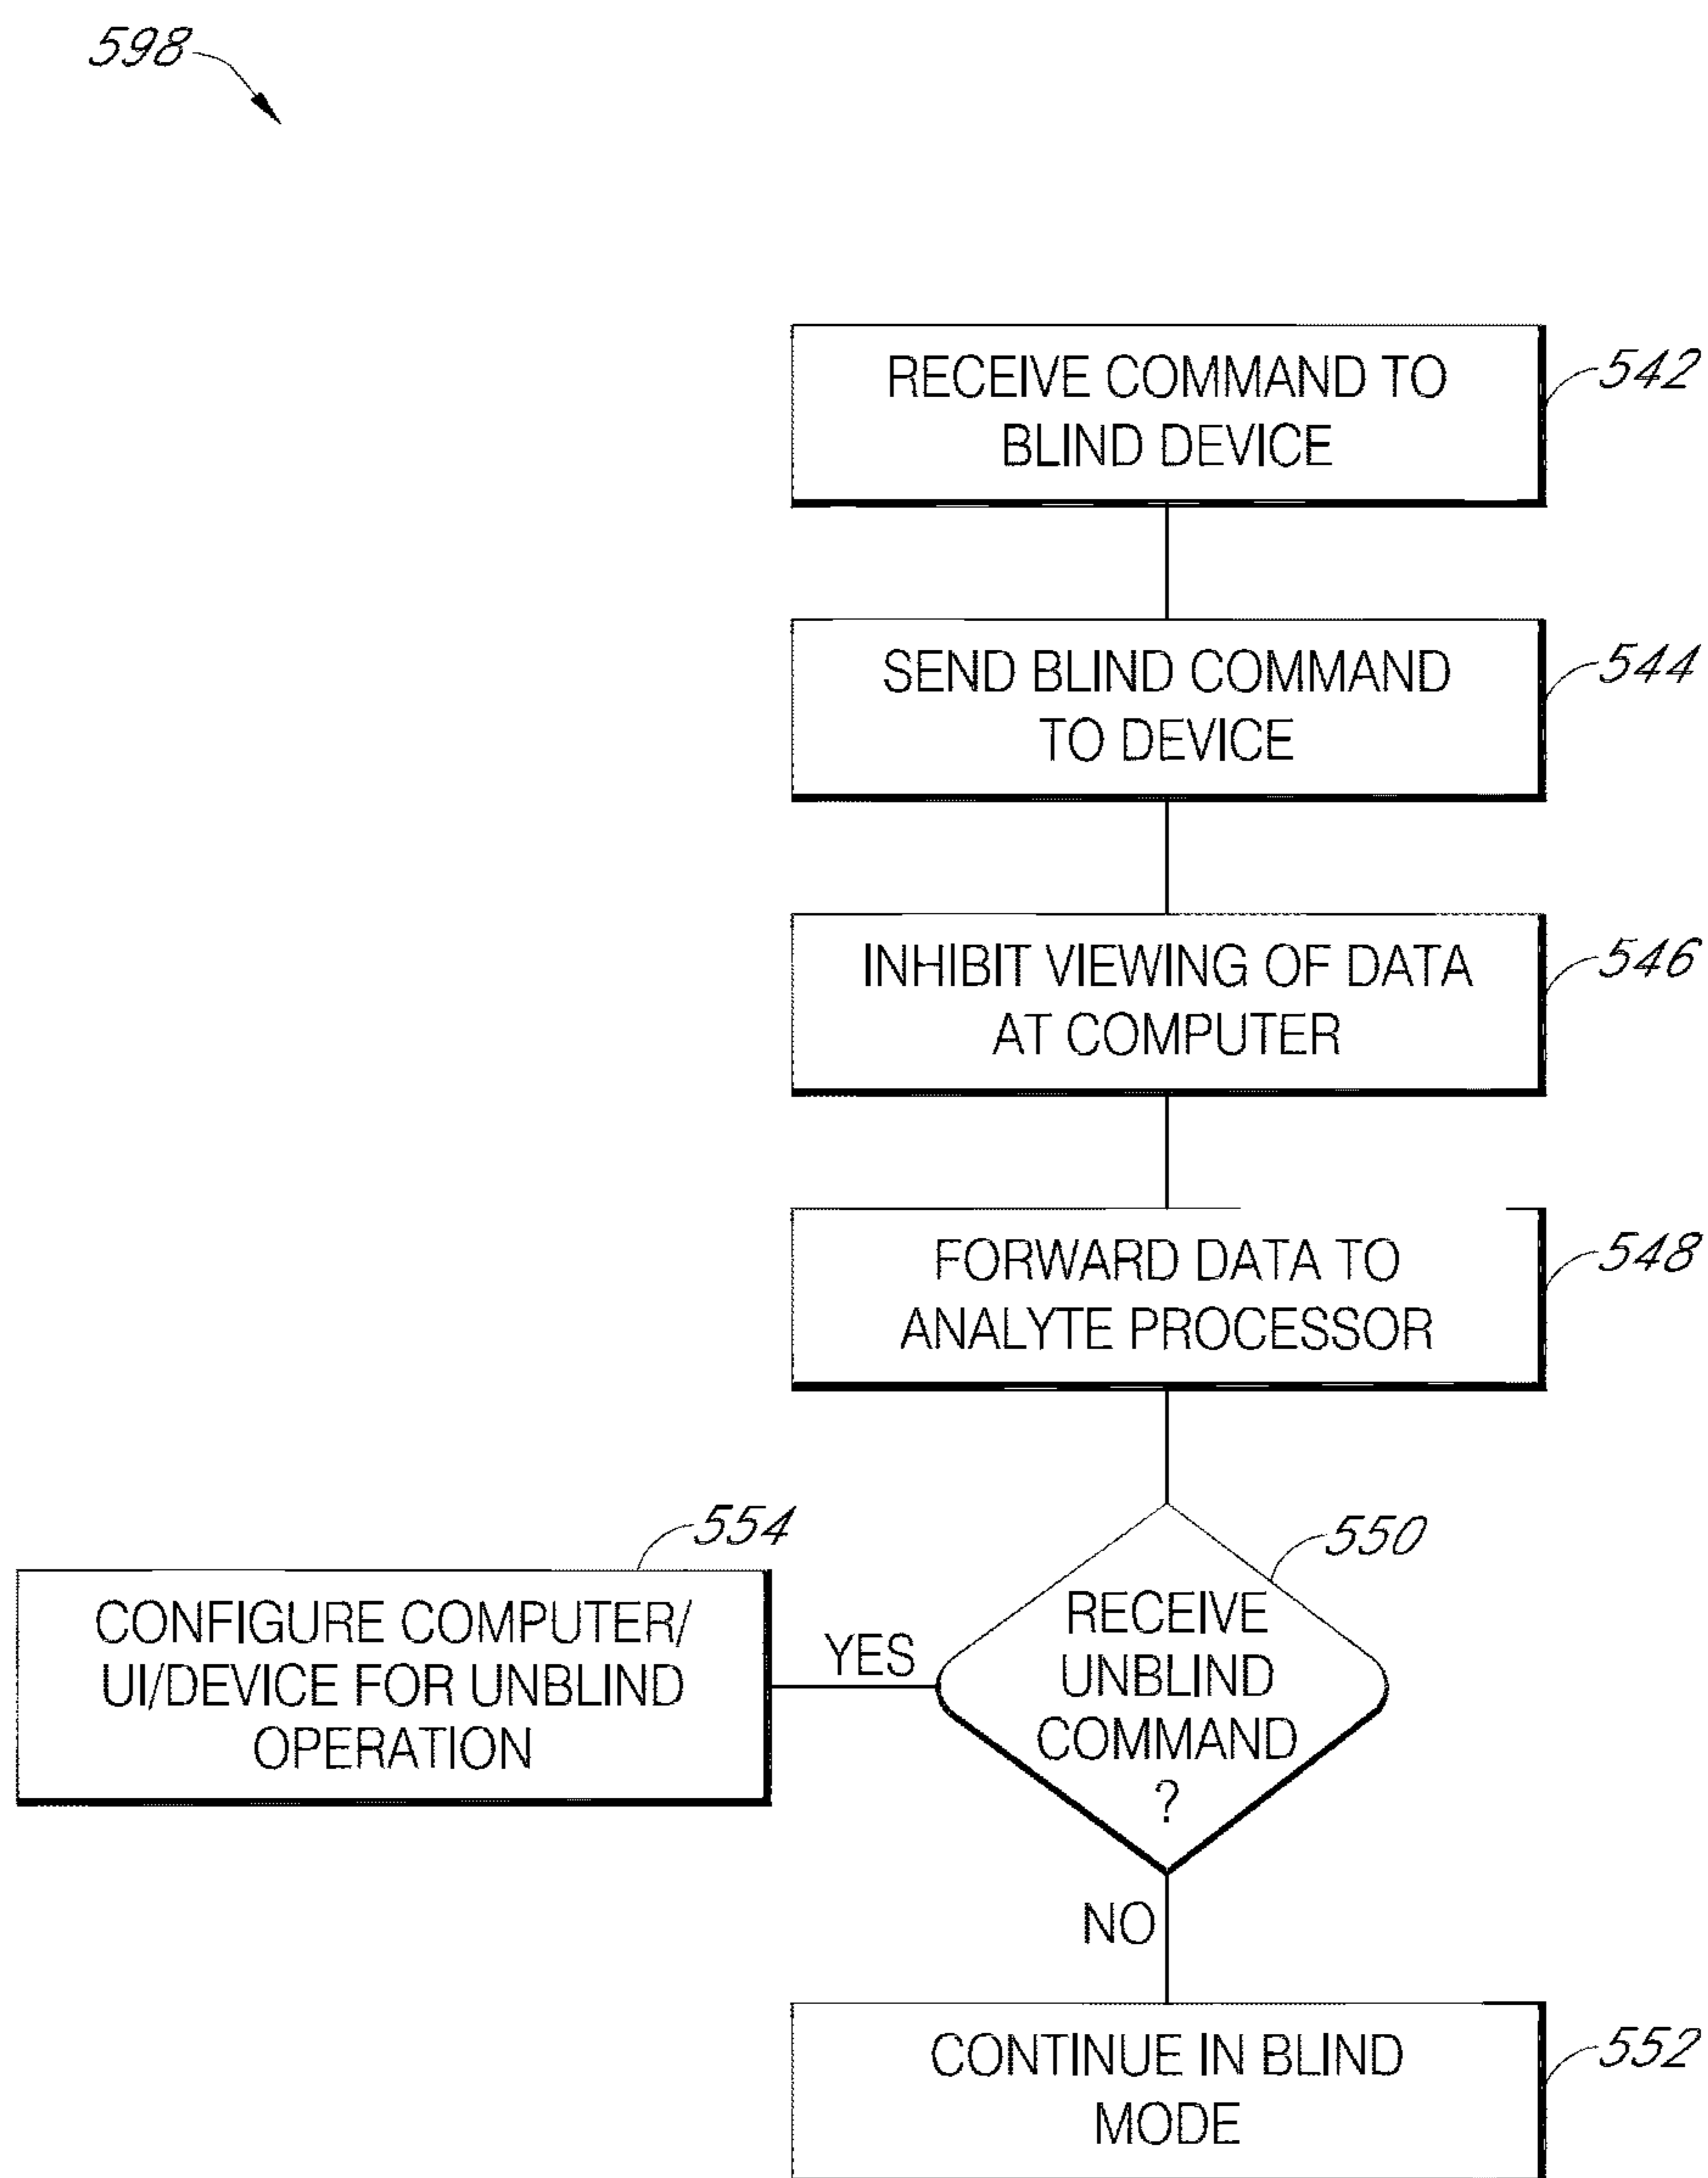 598
RECEIVE COMMAND TO
BLIND DEVICE
542
SEND BLIND COMMAND
TO DEVICE
544
INHIBIT VIEWING OF DATA
AT COMPUTER
546
FORWARD DATA TO
ANALYTE PROCESSOR
548
RECEIVE
UNBLIND
COMMAND
?
550
YES
CONFIGURE COMPUTER/
UI/DEVICE FOR UNBLIND
OPERATION
554
NO
CONTINUE IN BLIND
MODE
552